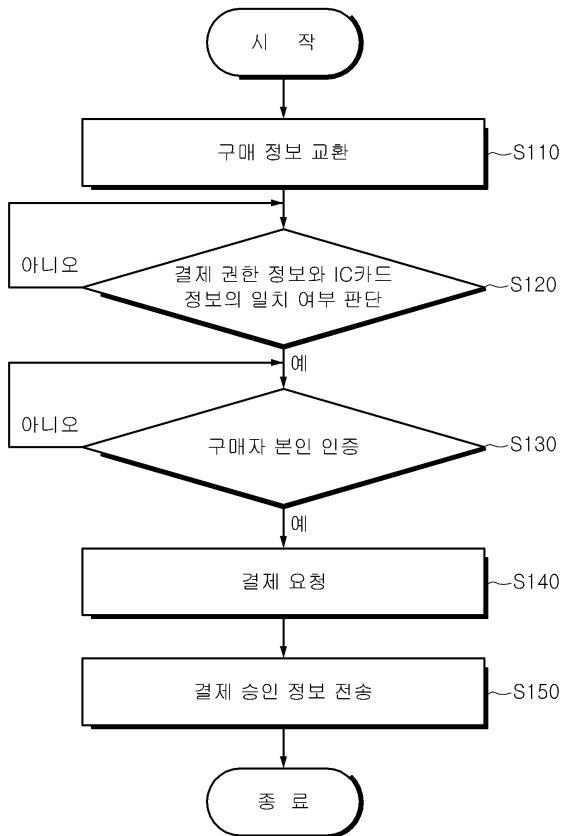 시 작
구매 정보 교환
S110
아니오
결제 권한 정보와 IC카드
정보의 일치 여부 판단
S120
예
아니오
구매자 본인 인증
S130
예
결제 요청
S140
결제 승인 정보 전송
S150
종 료